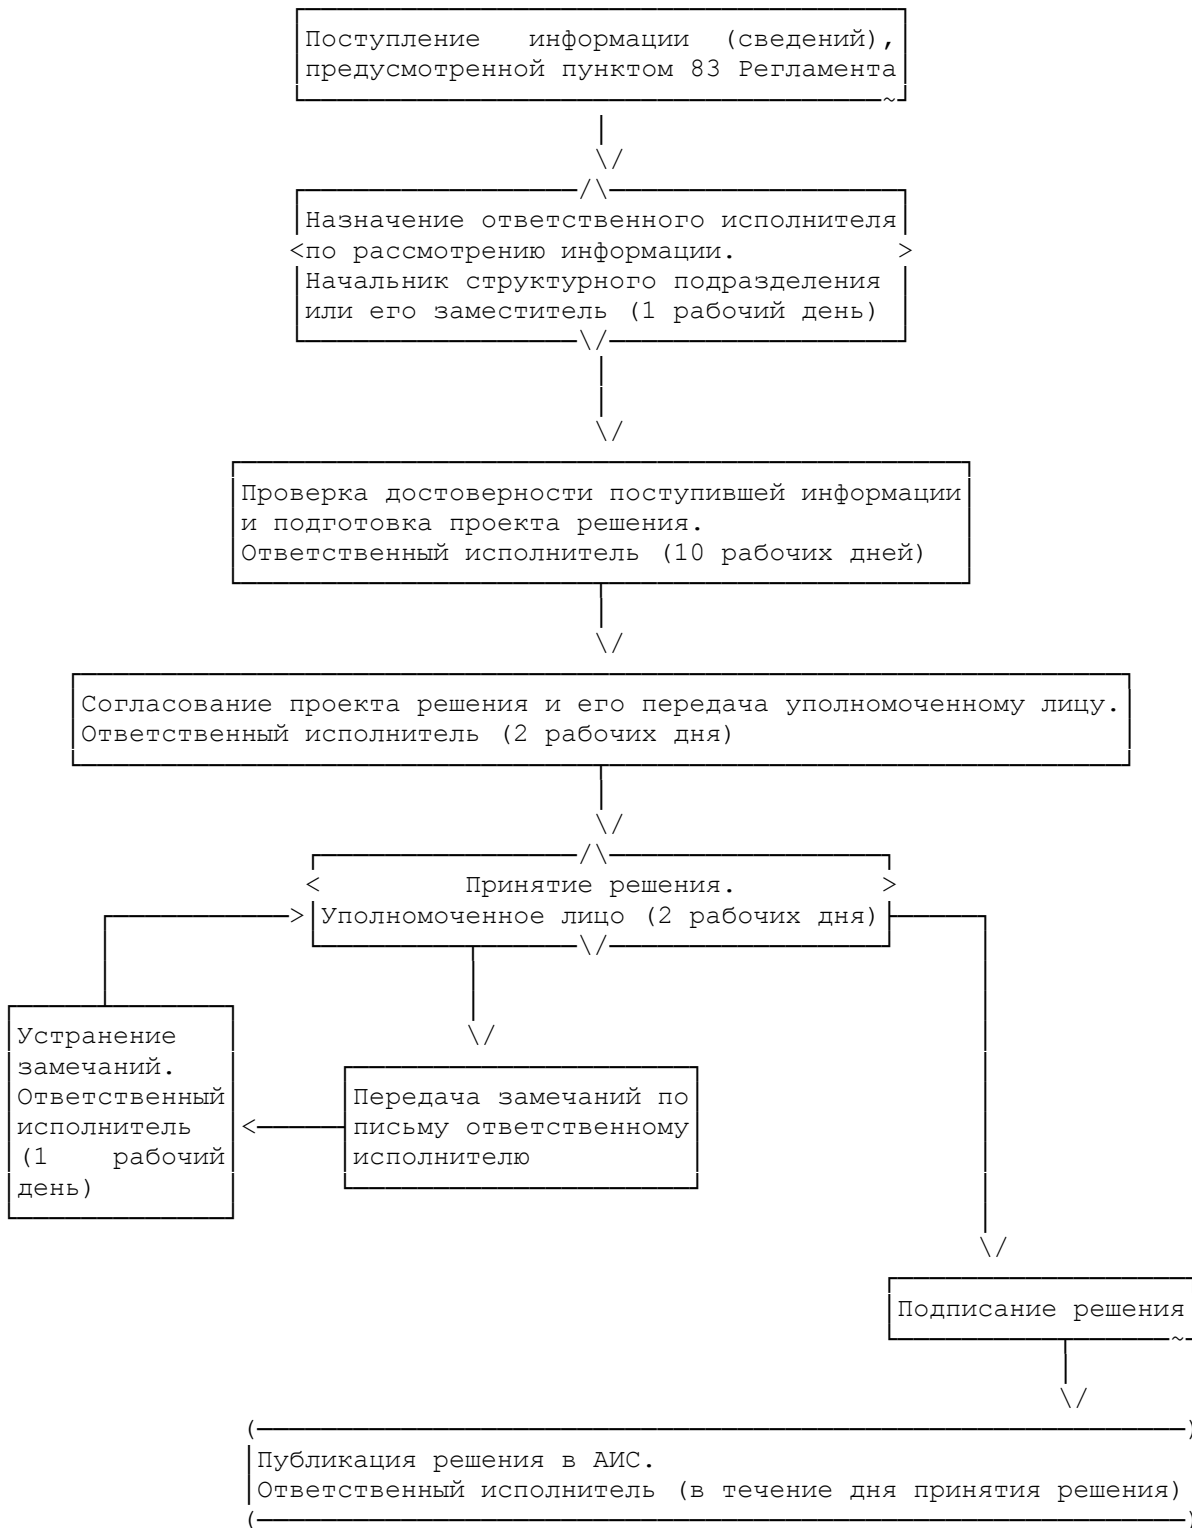 Поступление информации (сведений),
предусмотренной пунктом 83 Регламента
Назначение ответственного исполнителя
по рассмотрению информации.
Начальник структурного подразделения
или его заместитель (1 рабочий день)
Проверка достоверности поступившей информации
и подготовка проекта решения.
Ответственный исполнитель (10 рабочих дней)
Согласование проекта решения и его передача уполномоченному лицу.
Ответственный исполнитель (2 рабочих дня)
Принятие решения.
Уполномоченное лицо (2 рабочих дня)
Устранение
замечаний.
Ответственный
исполнитель
(1 рабочий
день)
Передача замечаний по
письму ответственному
исполнителю
Подписание решения
Публикация решения в АИС.
Ответственный исполнитель (в течение дня принятия решения)